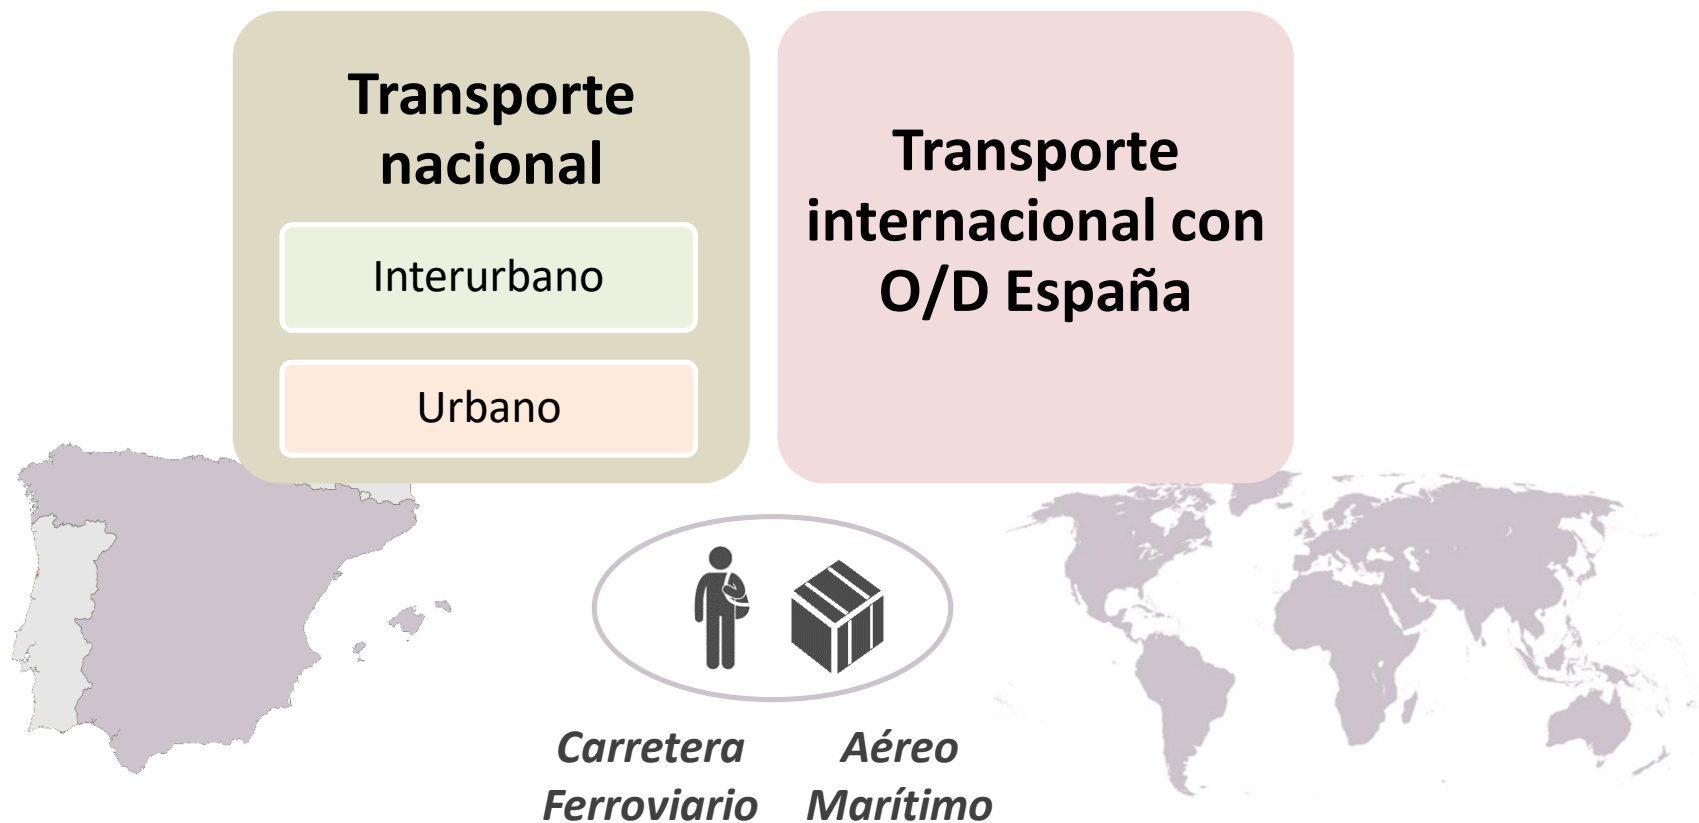 Transporte
nacional
Interurbano
Urbano
Transporte
internacional con
O/D España
Carretera
Aéreo
Ferroviario
Marítimo